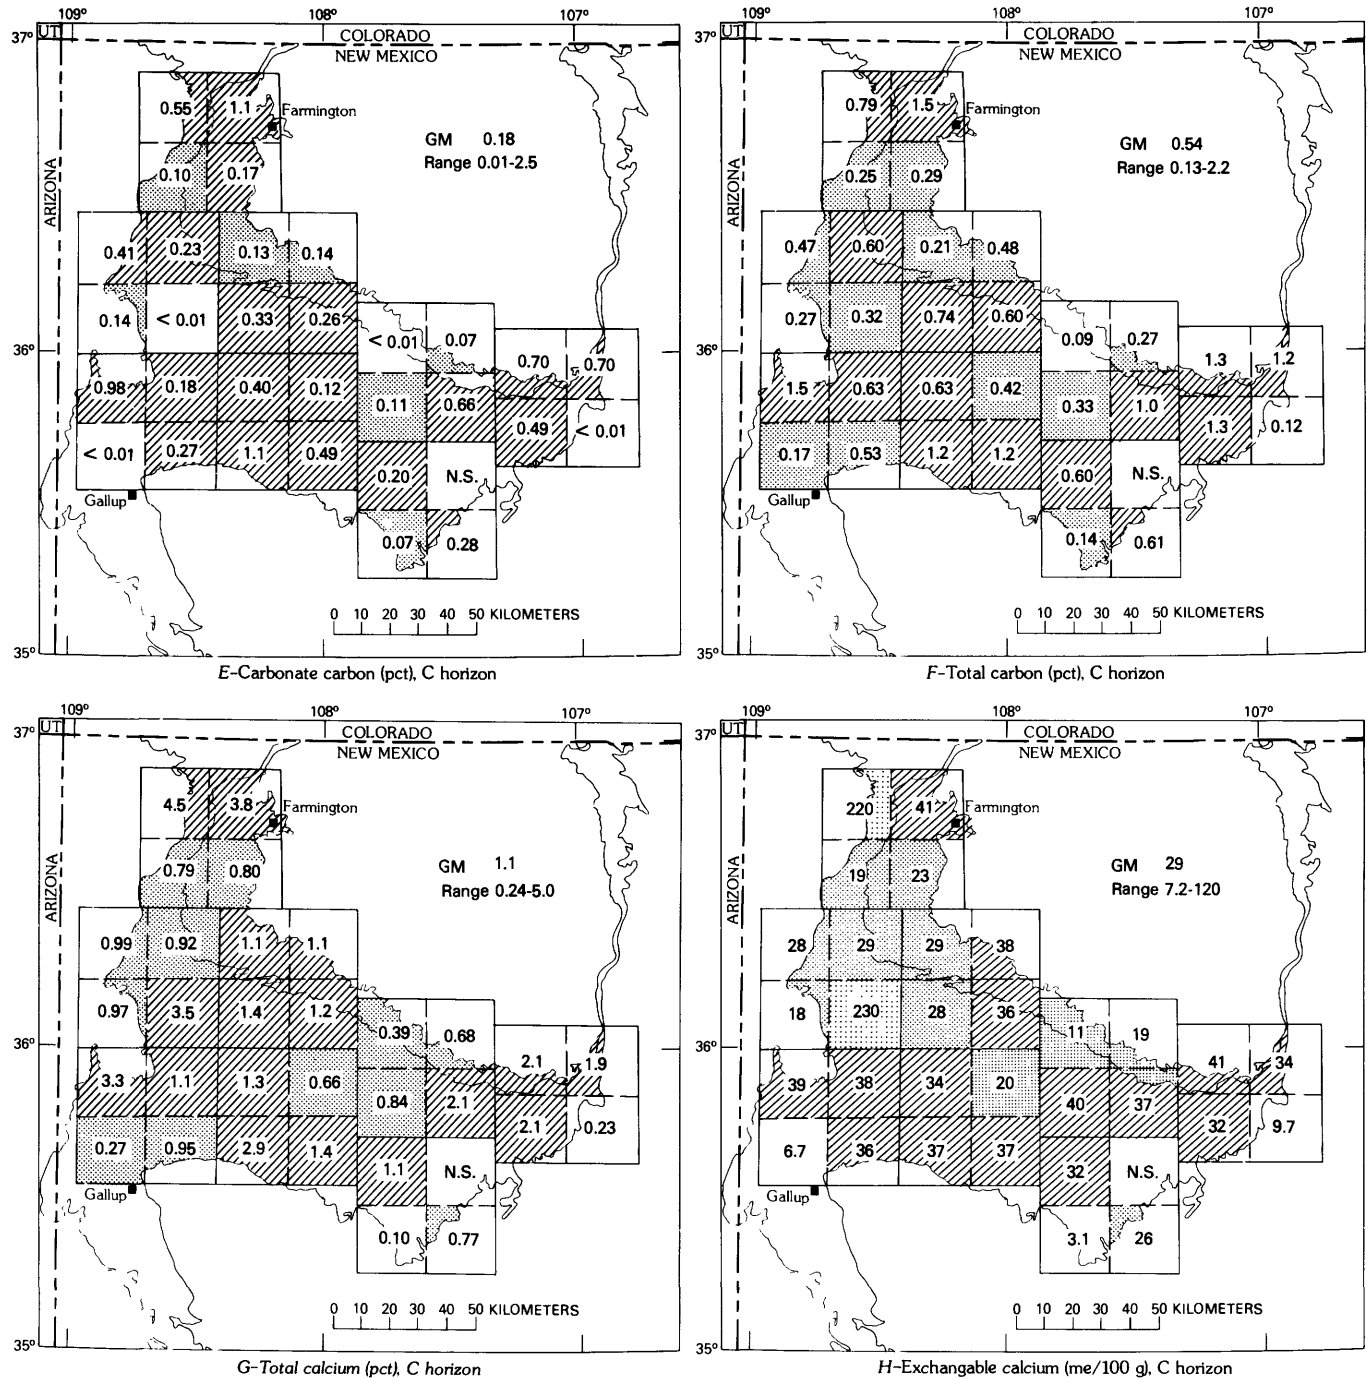 109° 108° 107°
37° UT COLORADO
NEW MEXICO
ARIZONA
0.55 1.1 Farmington
GM 0.18
Range 0.01-2.5
0.10 0.17
0.41 0.23 0.13 0.14
0.14 < 0.01 0.33 0.26 < 0.01 0.07
36°
0.70 0.70
0.98 0.18 0.40 0.12 0.11 0.66
0.49 < 0.01
< 0.01 0.27 1.1 0.49
0.20 N.S.
Gallup
0.07 0.28
0 10 20 30 40 50 KILOMETERS
35°
E-Carbonate carbon (pct), C horizon
109° 108° 107°
37° UT COLORADO
NEW MEXICO
ARIZONA
0.79 1.5 Farmington
GM 0.54
Range 0.13-2.2
0.25 0.29
0.47 0.60 0.21 0.48
0.27 0.32 0.74 0.60 0.09 0.27
36°
1.3 1.2
1.5 0.63 0.63 0.42 0.33 1.0
1.3 0.12
0.17 0.53 1.2 1.2
0.60 N.S.
Gallup
0.14 0.61
0 10 20 30 40 50 KILOMETERS
35°
F-Total carbon (pct), C horizon
109° 108° 107°
37° UT COLORADO
NEW MEXICO
ARIZONA
4.5 3.8 Farmington
GM 1.1
Range 0.24-5.0
0.79 0.80
0.99 0.92 1.1 1.1
0.97 3.5 1.4 1.2 0.39 0.68
36°
2.1 1.9
3.3 1.1 1.3 0.66 0.84 2.1
2.1 0.23
0.27 0.95 2.9 1.4
1.1 N.S.
Gallup
0.10 0.77
0 10 20 30 40 50 KILOMETERS
35°
G-Total calcium (pct), C horizon
109° 108° 107°
37° UT COLORADO
NEW MEXICO
ARIZONA
220 41 Farmington
GM 29
Range 7.2-120
19 23
28 29 29 38
18 230 28 36 11 19
36°
41 34
39 38 34 20 40 37
32 9.7
6.7 36 37 37
32 N.S.
Gallup
3.1 26
0 10 20 30 40 50 KILOMETERS
35°
H-Exchangable calcium (me/100 g), C horizon